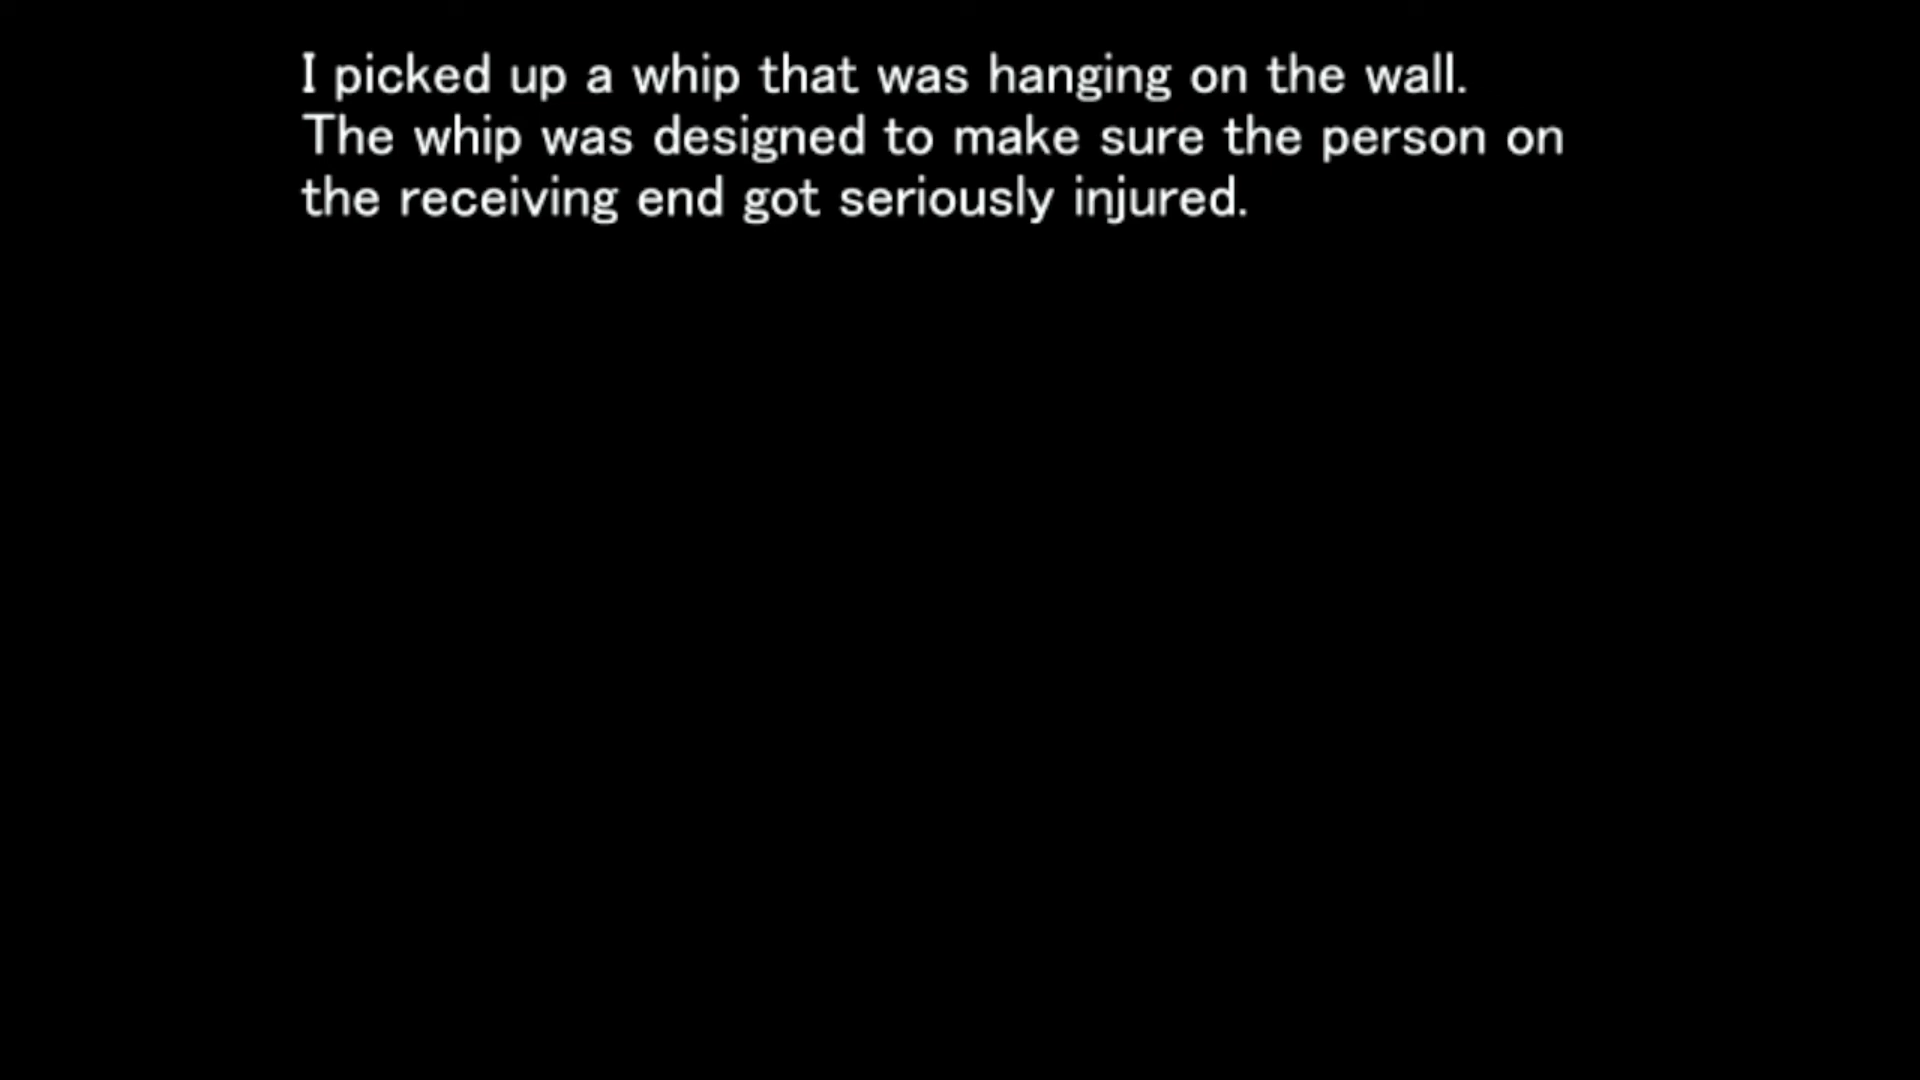 I picked up a whip that was hanging on the wall.
The whip was designed to make sure the person on
the receiving end got seriously injured.